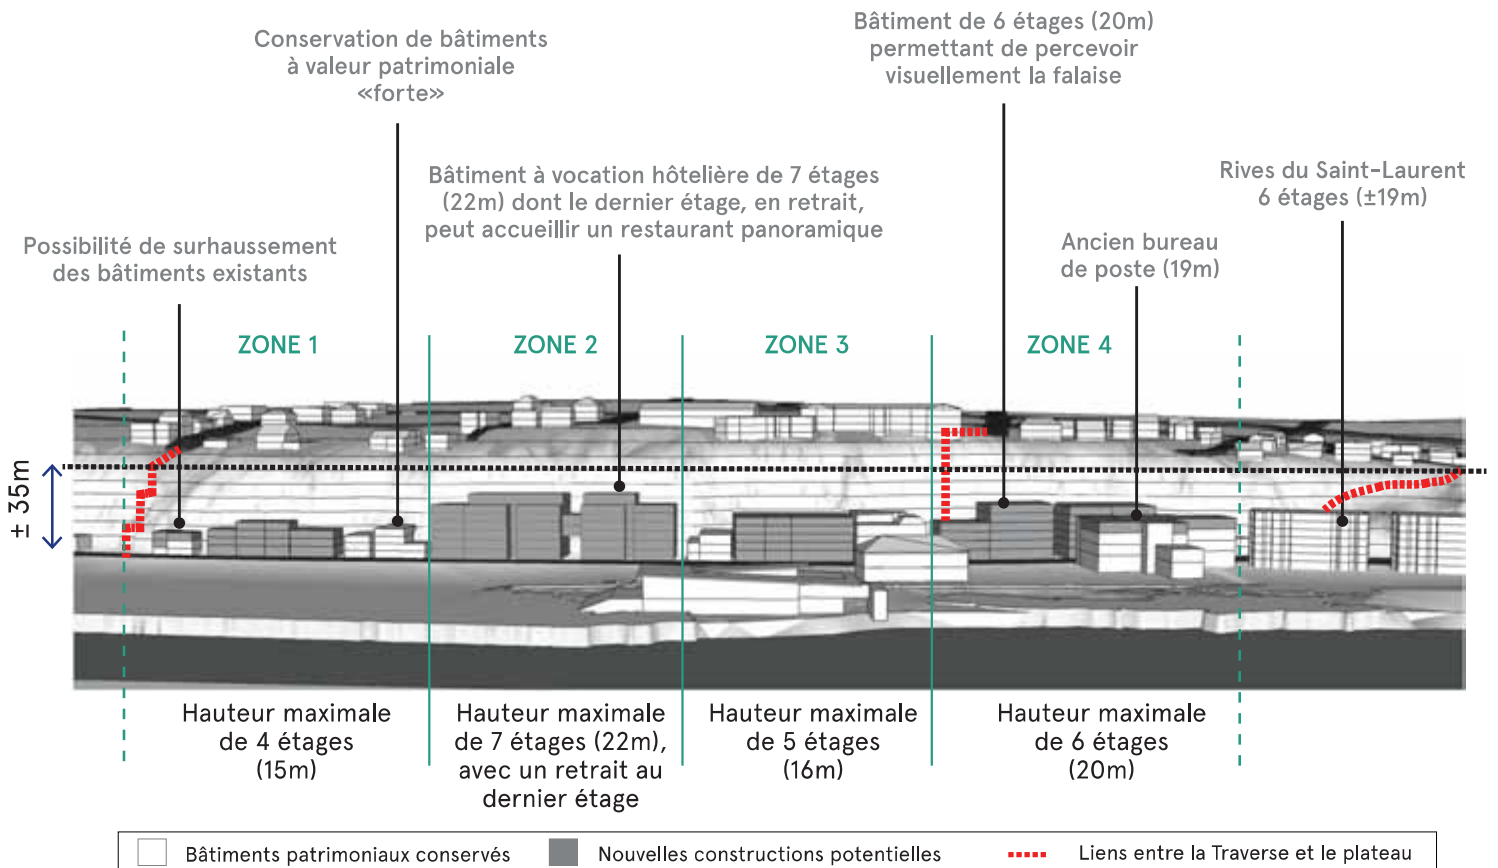 Conservation de bâtiments
à valeur patrimoniale
«forte»
Bâtiment de 6 étages (20m)
permettant de percevoir
visuellement la falaise
Bâtiment à vocation hôtelière de 7 étages
(22m) dont le dernier étage, en retrait,
peut accueillir un restaurant panoramique
Rives du Saint-Laurent
6 étages (±19m)
Possibilité de surhaussement
des bâtiments existants
Ancien bureau
de poste (19m)
ZONE 1
ZONE 2
ZONE 3
ZONE 4
± 35m
Hauteur maximale
de 4 étages
(15m)
Hauteur maximale
de 7 étages (22m),
avec un retrait au
dernier étage
Hauteur maximale
de 5 étages
(16m)
Hauteur maximale
de 6 étages
(20m)
Bâtiments patrimoniaux conservés
Nouvelles constructions potentielles
Liens entre la Traverse et le plateau